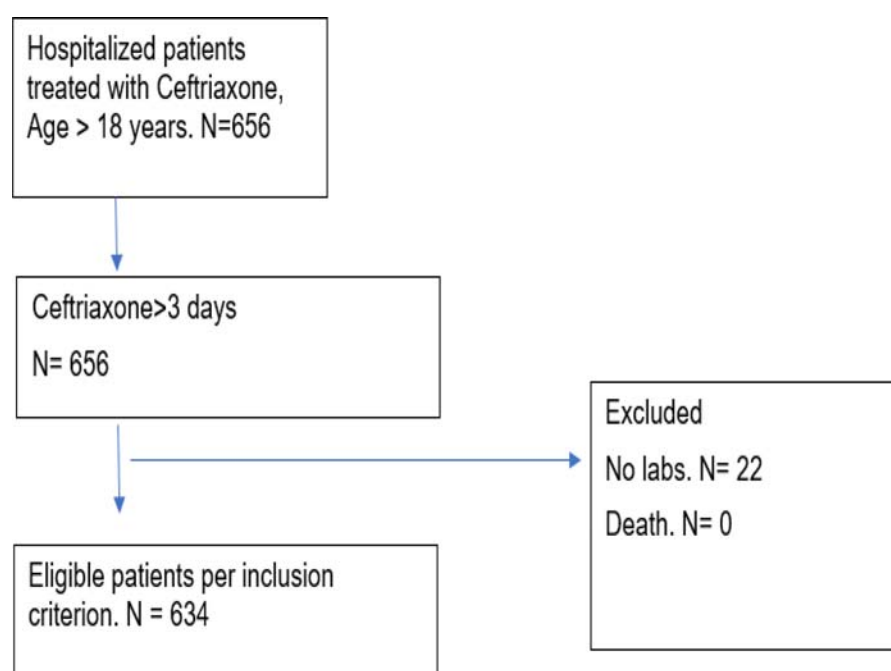 Hospitalized patients
treated with Ceftriaxone,
Age > 18 years. N=656
Ceftriaxone>3 days
N= 656
Excluded
No labs. N= 22
Death. N= 0
Eligible patients per inclusion
criterion. N = 634